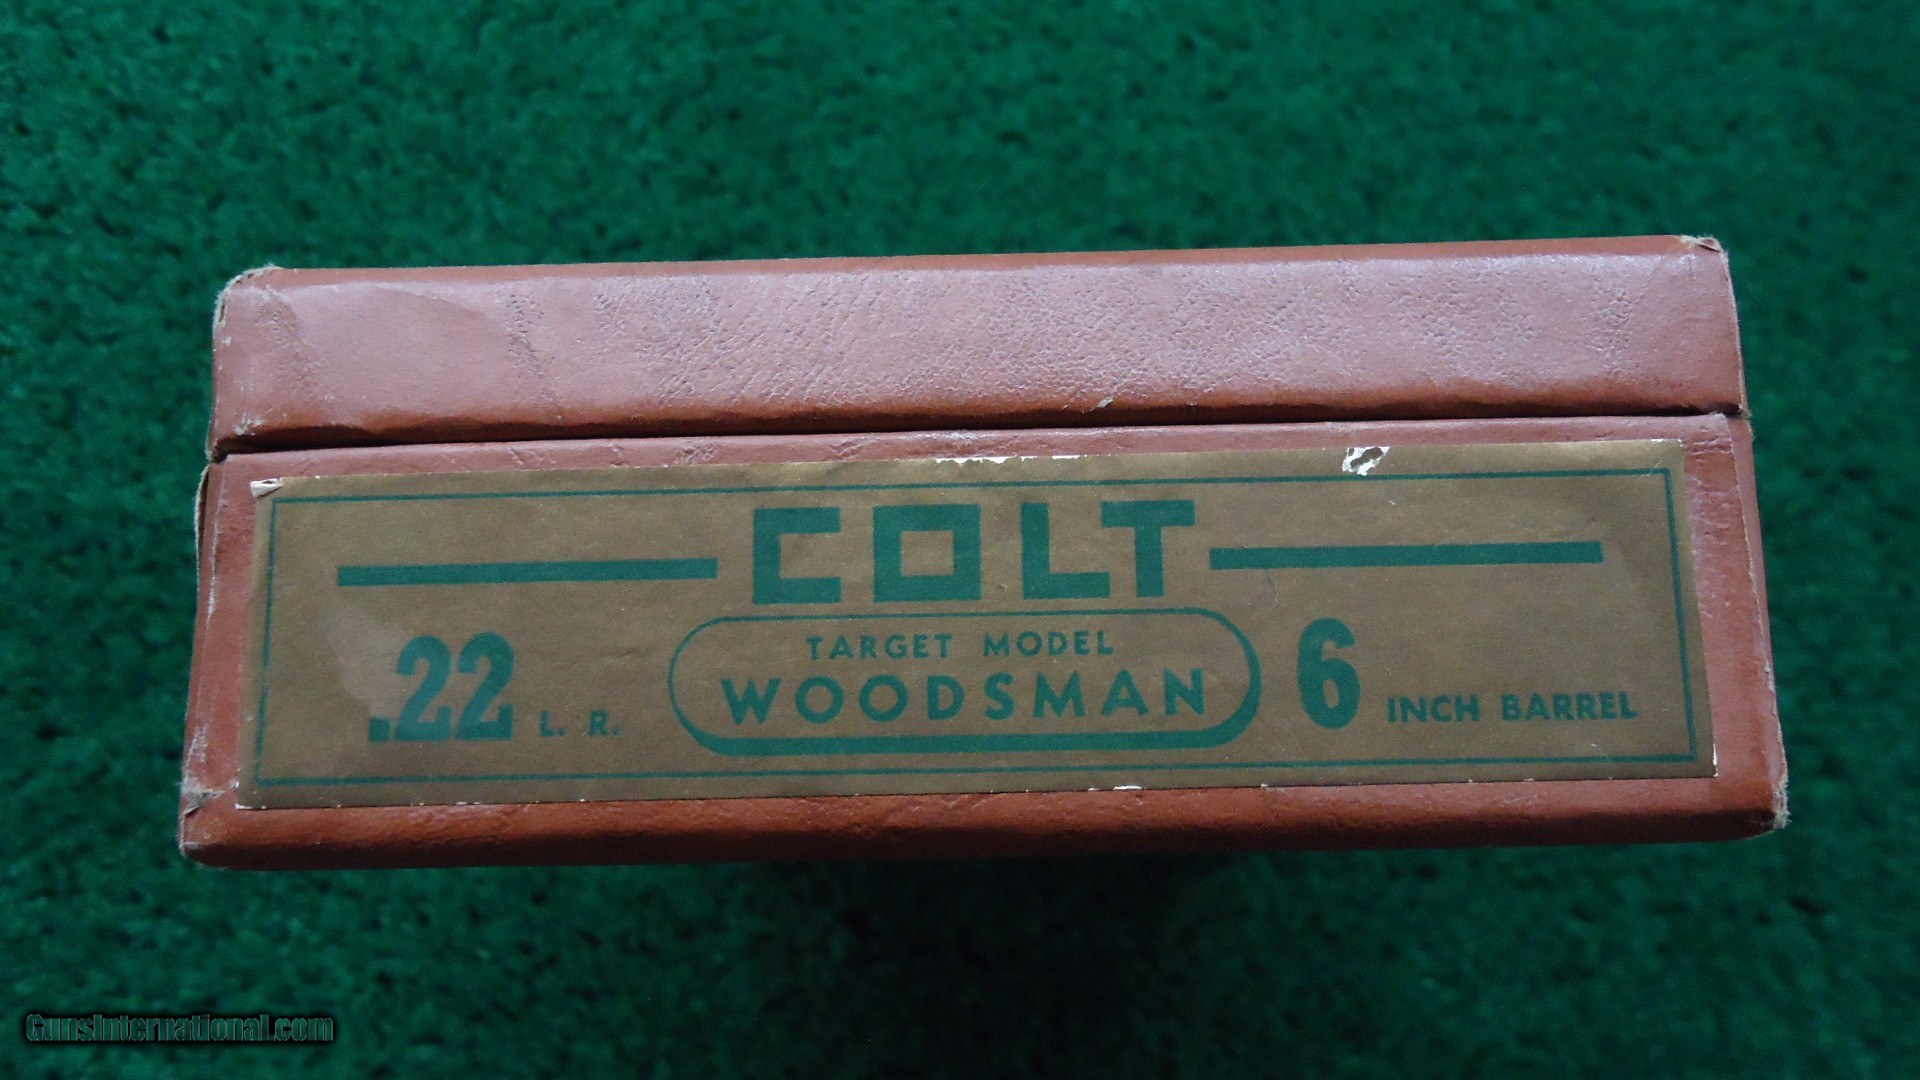 COLT
TARGET MODEL
WOODSMAN
.22 L. R.
6 INCH BARREL
GunsInternational.com